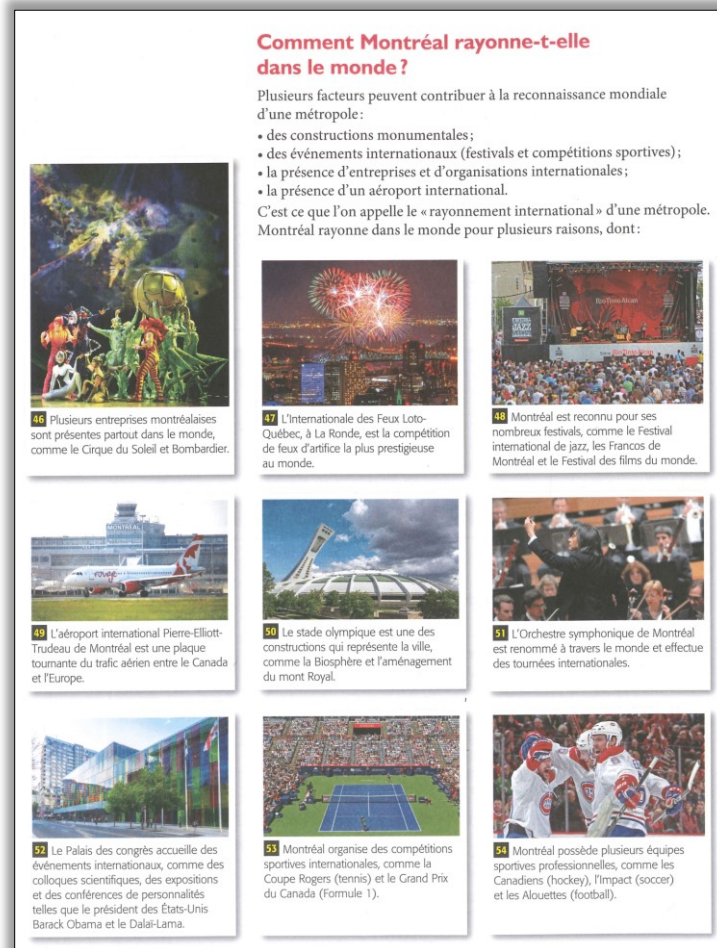 Comment Montréal rayonne-t-elle
dans le monde ?
Plusieurs facteurs peuvent contribuer à la reconnaissance mondiale
d'une métropole :
• des constructions monumentales ;
• des événements internationaux (festivals et compétitions sportives) ;
• la présence d'entreprises et d'organisations internationales ;
• la présence d'un aéroport international.
C'est ce que l'on appelle le « rayonnement international » d'une métropole.
Montréal rayonne dans le monde pour plusieurs raisons, dont :
46 Plusieurs entreprises montréalaises
sont présentes partout dans le monde,
comme le Cirque du Soleil et Bombardier.
47 L'Internationale des Feux Loto-
Québec, à La Ronde, est la compétition
de feux d'artifice la plus prestigieuse
au monde.
RioTinto Alcan
JAZZ
RioTinto Alcan
48 Montréal est reconnu pour ses
nombreux festivals, comme le Festival
international de jazz, les Francos de
Montréal et le Festival des films du monde.
MONTRÉAL
rouge
49 L'aéroport international Pierre-Elliott-
Trudeau de Montréal est une plaque
tournante du trafic aérien entre le Canada
et l'Europe.
50 Le stade olympique est une des
constructions qui représente la ville,
comme la Biosphère et l'aménagement
du mont Royal.
51 L'Orchestre symphonique de Montréal
est renommé à travers le monde et effectue
des tournées internationales.
52 Le Palais des congrès accueille des
événements internationaux, comme des
colloques scientifiques, des expositions
et des conférences de personnalités
telles que le président des États-Unis
Barack Obama et le Dalaï-Lama.
53 Montréal organise des compétitions
sportives internationales, comme la
Coupe Rogers (tennis) et le Grand Prix
du Canada (Formule 1).
54 Montréal possède plusieurs équipes
sportives professionnelles, comme les
Canadiens (hockey), l'Impact (soccer)
et les Alouettes (football).